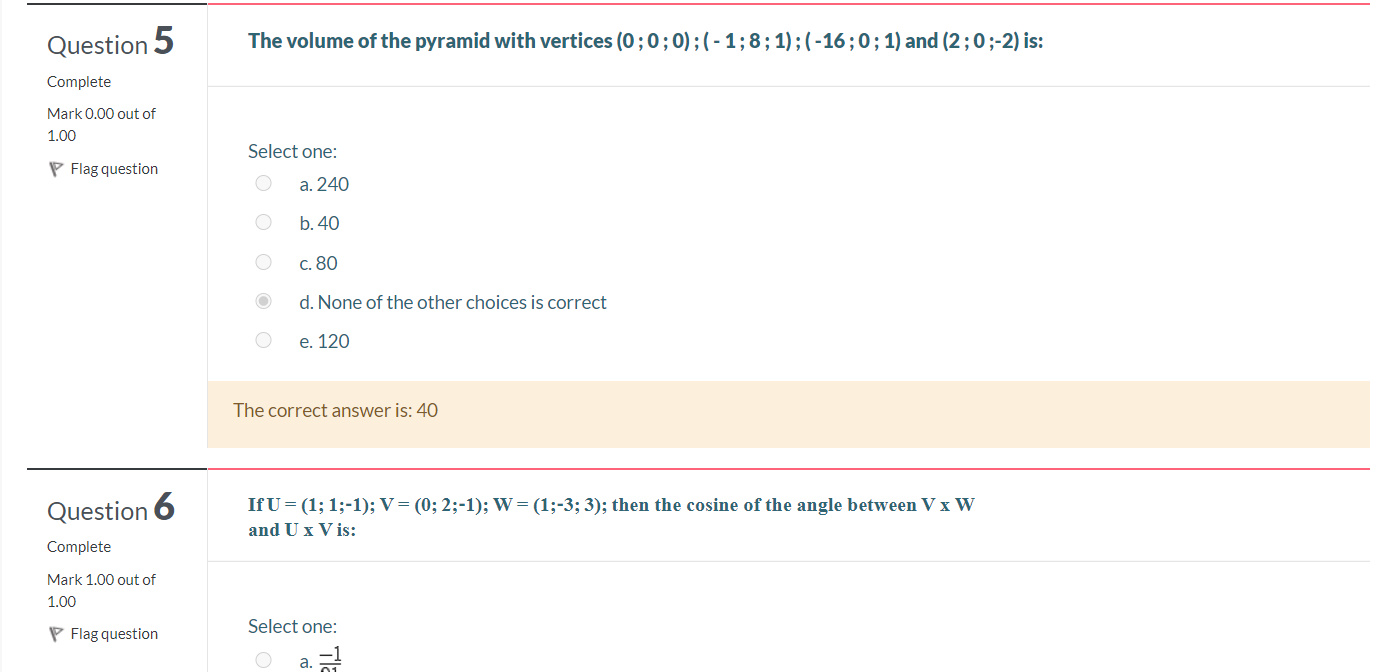 Question 5
Complete
Mark 0.00 out of
1.00
Flag question
The volume of the pyramid with vertices (0 ; 0 ; 0) ; ( - 1 ; 8 ; 1) ; ( -16 ; 0 ; 1) and (2 ; 0 ;-2) is:
Select one:
a. 240
b. 40
c. 80
d. None of the other choices is correct
e. 120
The correct answer is: 40
Question 6
Complete
Mark 1.00 out of
1.00
Flag question
If U = (1; 1;-1); V = (0; 2;-1); W = (1;-3; 3); then the cosine of the angle between V x W
and U x V is:
Select one:
a. −1